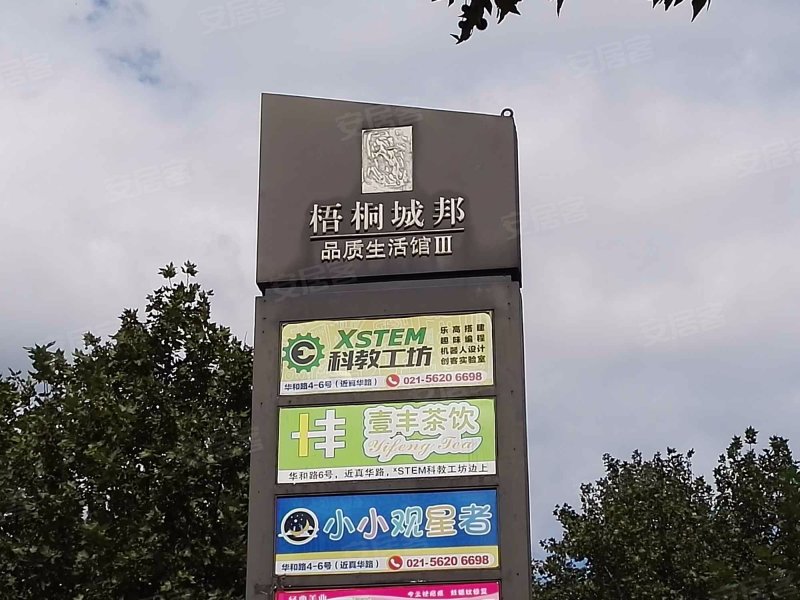 梧桐城邦
品质生活馆III
XSTEM
科教工坊
乐高搭建
趣味编程
机器人设计
创客实验室
华和路4-6号（近真华路）
021-5620 6698
壹丰茶饮
Yifeng Tea
华和路6号，近真华路，XSTEM科教工坊边上
小小观星者
华和路4-6号（近真华路）
021-5620 6698
安居客